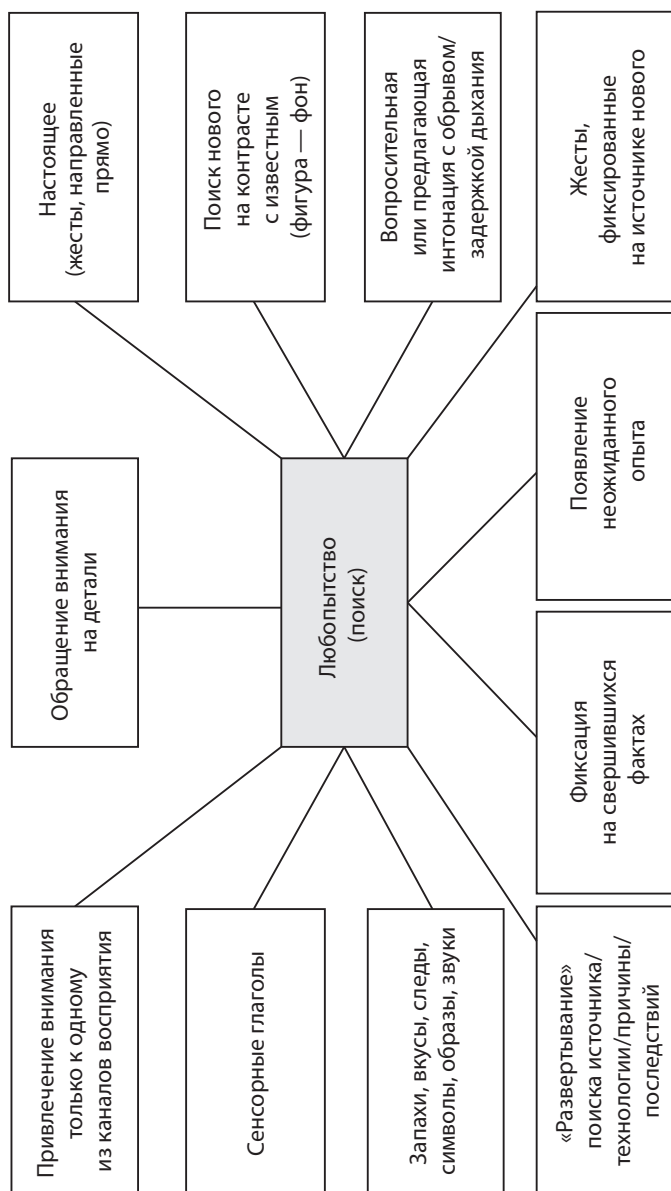 Привлечение внимания
только к одному
из каналов восприятия
Обращение внимания
на детали
Настоящее
(жесты, направленные
прямо)
Сенсорные глаголы
Поиск нового
на контрасте
с известным
(фигура — фон)
Любопытство
(поиск)
Запахи, вкусы, следы,
символы, образы, звуки
Вопросительная
или предлагающая
интонация с обрывом/
задержкой дыхания
«Развертывание»
поиска источника/
технологии/причины/
последствий
Фиксация
на свершившихся
фактах
Появление
неожиданного
опыта
Жесты,
фиксированные
на источнике нового